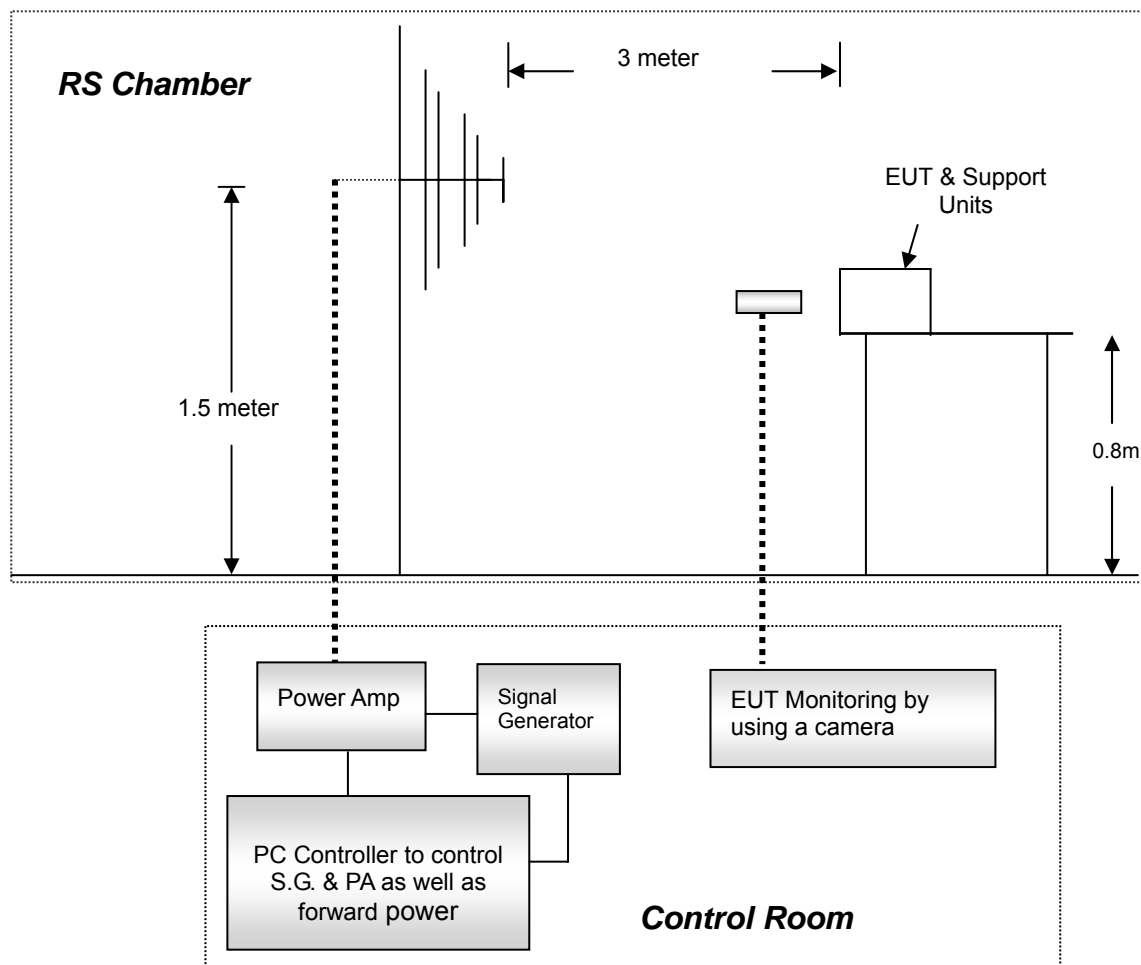 3 meter
RS Chamber
EUT & Support
Units
1.5 meter
0.8m
Power Amp
Signal
Generator
EUT Monitoring by
using a camera
PC Controller to control
S.G. & PA as well as
forward power
Control Room